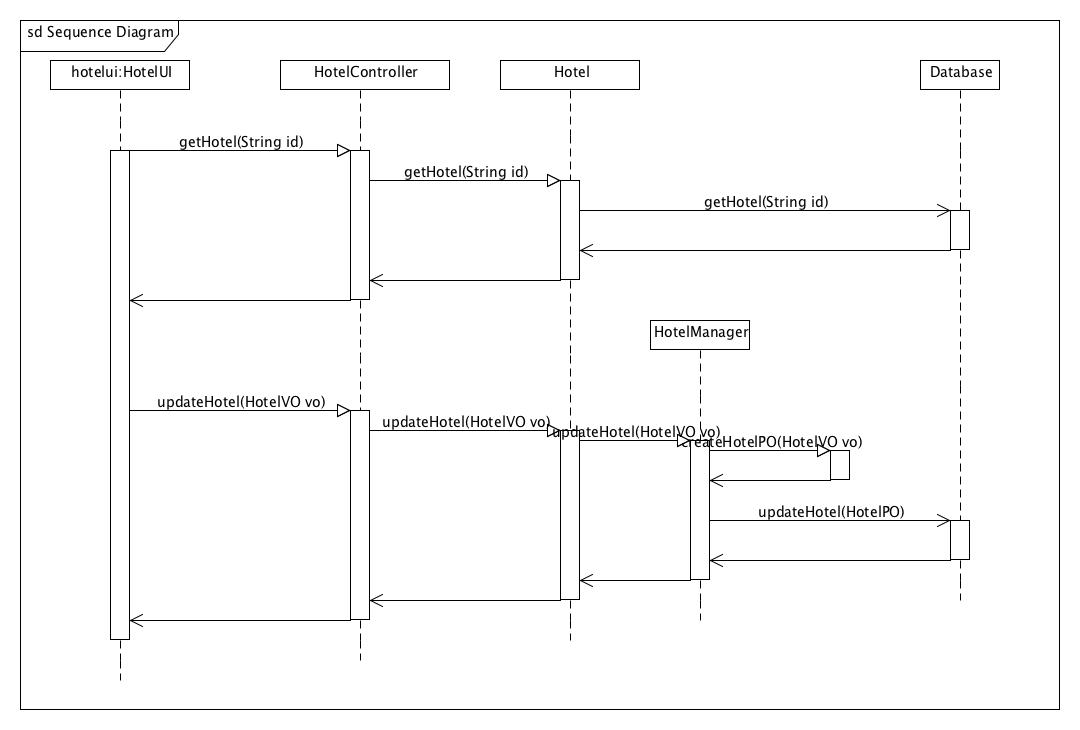 sd Sequence Diagram
hotelui:HotelUI
HotelController
Hotel
Database
getHotel(String id)
getHotel(String id)
getHotel(String id)
HotelManager
updateHotel(HotelVO vo)
updateHotel(HotelVO vo)
updateHotel(HotelVO vo)
createHotelPO(HotelVO vo)
updateHotel(HotelPO)